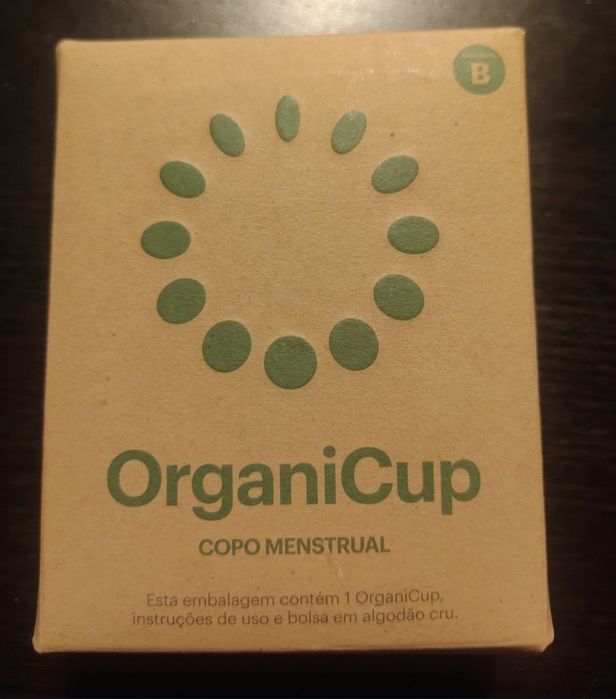 B
OrganiCup
COPO MENSTRUAL
Esta embalagem contém 1 OrganiCup,
instruções de uso e bolsa em algodão cru.